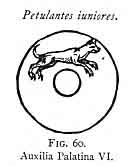 Petulantes iuniores.
FIG. 60.
Auxilia Palatina VI.